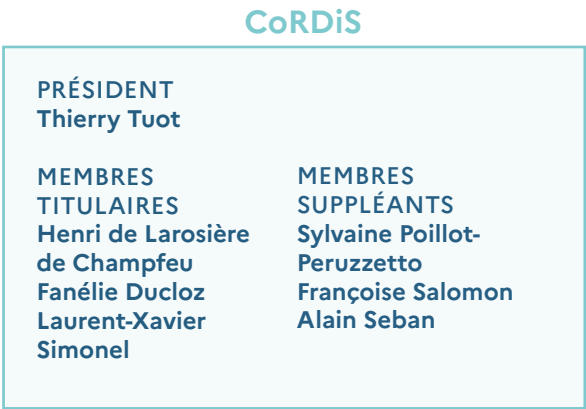 CoRDiS
PRÉSIDENT
Thierry Tuot
MEMBRES
TITULAIRES
Henri de Larosière
de Champfeu
Fanélie Ducloz
Laurent-Xavier
Simonel
MEMBRES
SUPPLÉANTS
Sylvaine Poillot-
Peruzzetto
Françoise Salomon
Alain Seban